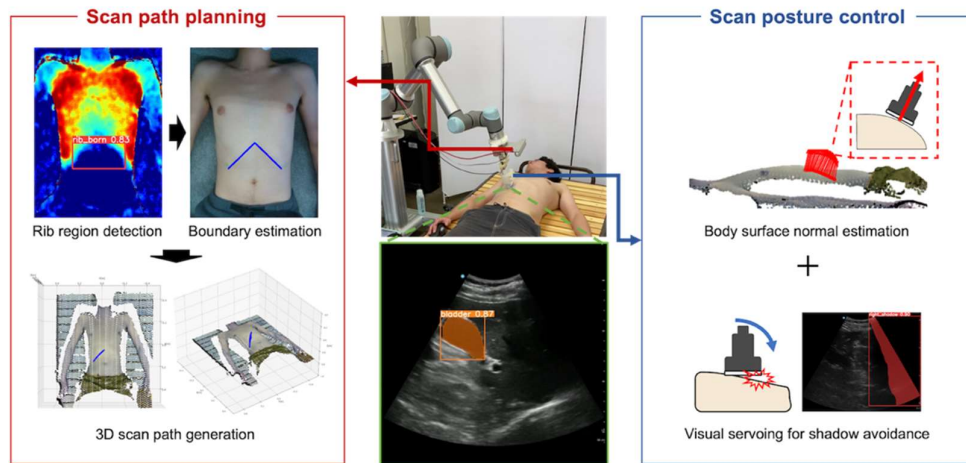 Scan path planning
rib_born 0.83
Rib region detection
Boundary estimation
3D scan path generation
bladder 0.87
Scan posture control
Body surface normal estimation
+
Visual servoing for shadow avoidance